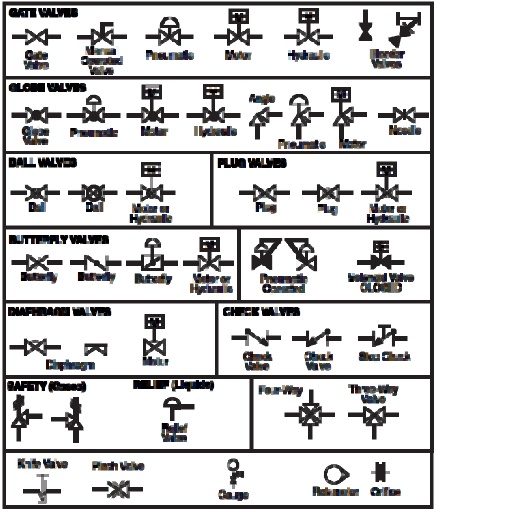 GATE VALVES
Gate
Valve
Manual
Operated
Valve
Pneumatic
Motor
Hydraulic
Bleeder
Valves
GLOBE VALVES
Globe
Valve
Pneumatic
Motor
Hydraulic
Angle
Pneumatic
Motor
Needle
BALL VALVES
Ball
Ball
Motor or
Hydraulic
PLUG VALVES
Plug
Plug
Motor or
Hydraulic
BUTTERFLY VALVES
Butterfly
Butterfly
Butterfly
Motor or
Hydraulic
Pneumatic
Operated
Solenoid Valve
CLOSED
DIAPHRAGM VALVES
Diaphragm
Motor
CHECK VALVES
Check
Valve
Check
Valve
Stop Check
SAFETY (Gases)
RELIEF (Liquids)
Relief
Valve
Four-Way
Three-Way
Valve
Knife Valve
Pinch Valve
Gauge
Rotameter
Orifice